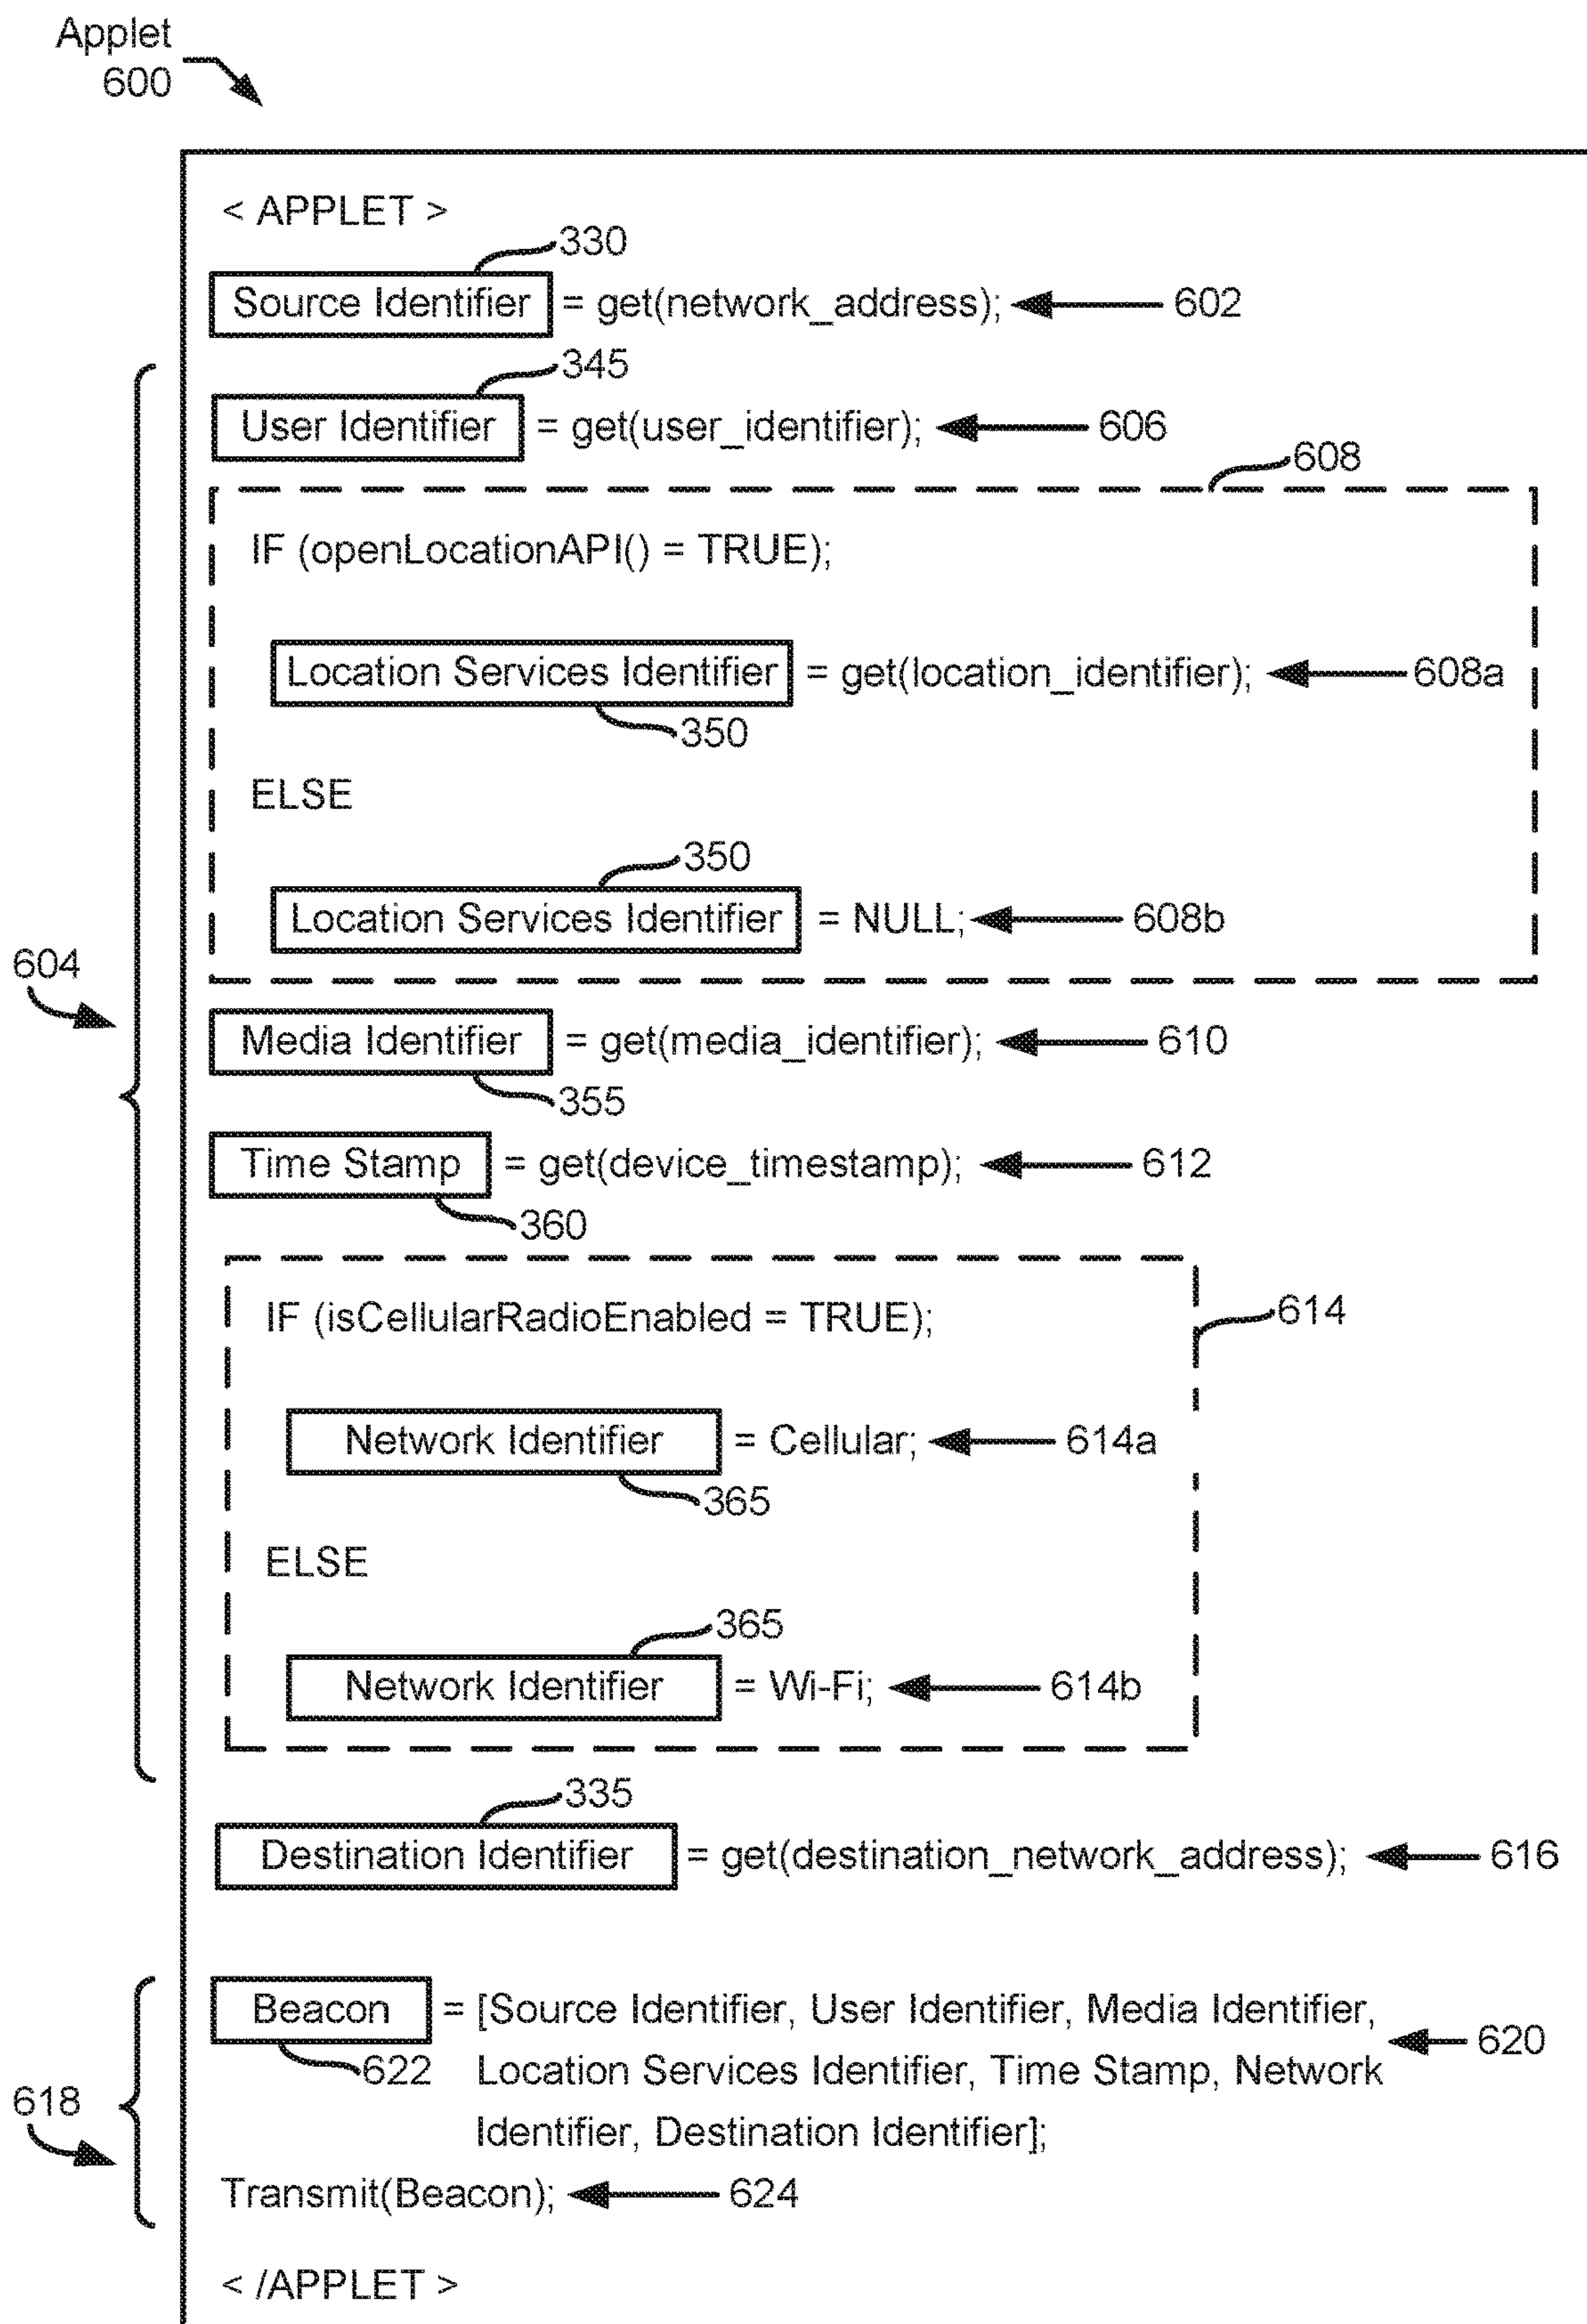 Applet
600
< APPLET >
330
Source Identifier = get(network_address); 602
345
User Identifier = get(user_identifier); 606
608
IF (openLocationAPI() = TRUE);
Location Services Identifier = get(location_identifier); 608a
350
ELSE
350
Location Services Identifier = NULL; 608b
604
Media Identifier = get(media_identifier); 610
355
Time Stamp = get(device_timestamp); 612
360
IF (isCellularRadioEnabled = TRUE);
614
Network Identifier = Cellular; 614a
365
ELSE
365
Network Identifier = Wi-Fi; 614b
335
Destination Identifier = get(destination_network_address); 616
Beacon = [Source Identifier, User Identifier, Media Identifier,
620
622 Location Services Identifier, Time Stamp, Network
618
Identifier, Destination Identifier];
Transmit(Beacon); 624
< /APPLET >